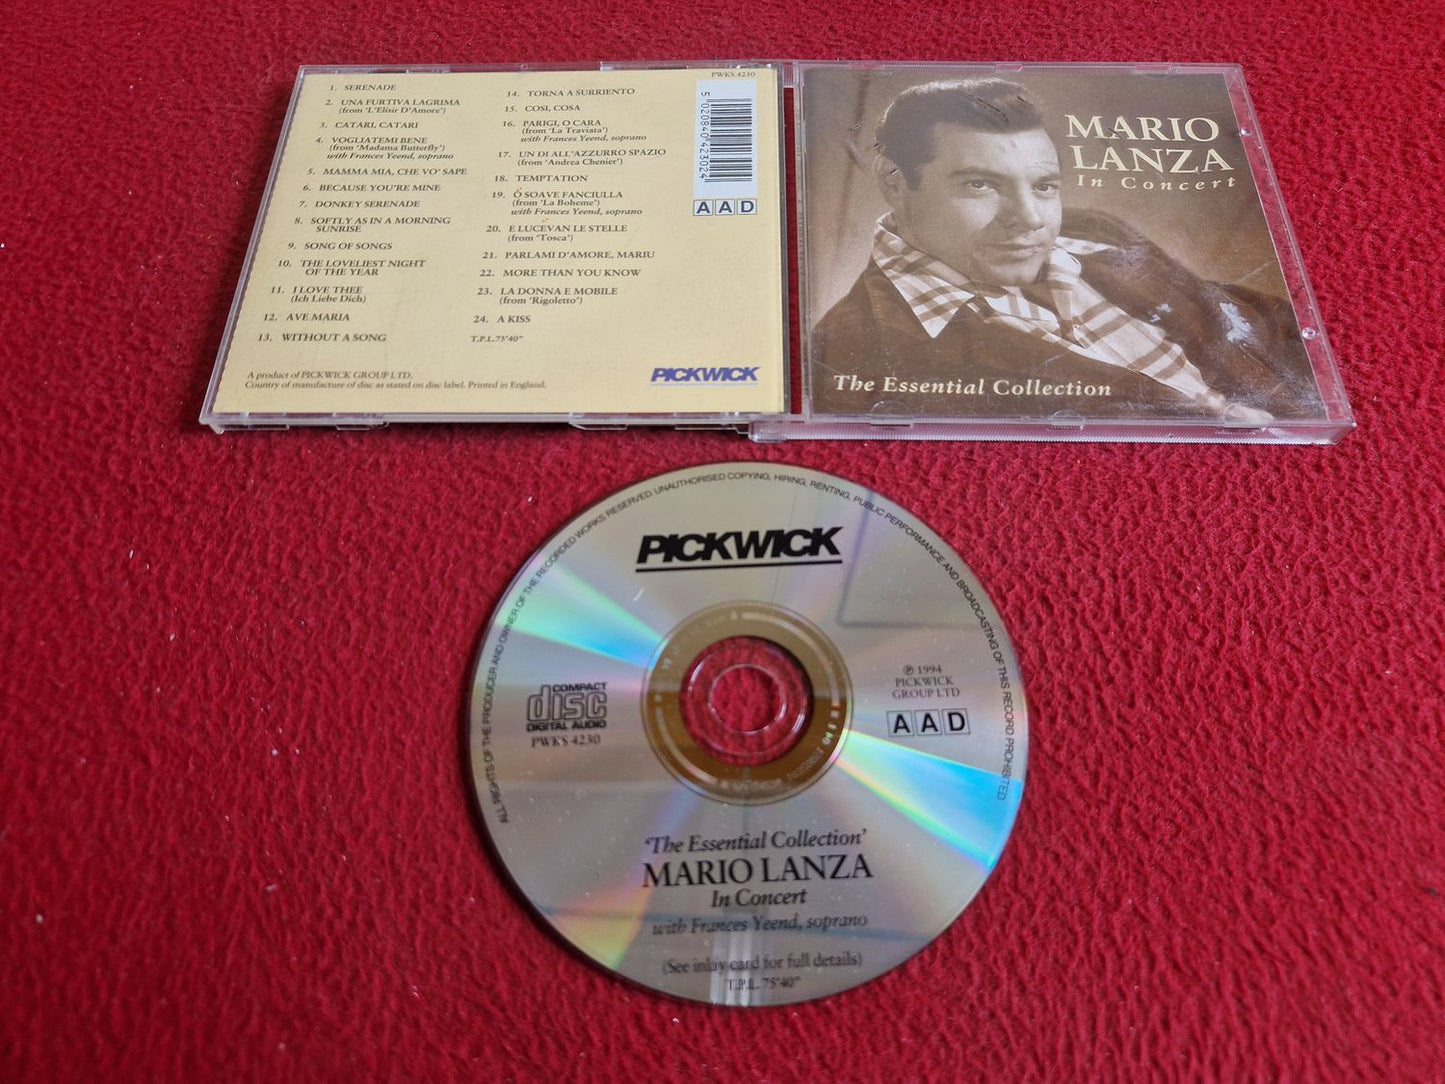 PWKS 4230
1. SERENADE
2. UNA FURTIVA LAGRIMA
(from 'L'Elisir D'Amore')
3. CATARI, CATARI
4. VOGLIATEMI BENE
(from 'Madama Butterfly')
with Frances Yeend, soprano
5. MAMMA MIA, CHE VO' SAPE
6. BECAUSE YOU'RE MINE
7. DONKEY SERENADE
8. SOFTLY AS IN A MORNING
SUNRISE
9. SONG OF SONGS
10. THE LOVELIEST NIGHT
OF THE YEAR
11. I LOVE THEE
(Ich Liebe Dich)
12. AVE MARIA
13. WITHOUT A SONG
14. TORNA A SURRIENTO
15. COSI, COSA
16. PARIGI, O CARA
(from 'La Traviata')
with Frances Yeend, soprano
17. UN DI ALL'AZZURRO SPAZIO
(from 'Andrea Chenier')
18. TEMPTATION
19. O SOAVE FANCIULLA
(from 'La Boheme')
with Frances Yeend, soprano
20. E LUCEVAN LE STELLE
(from 'Tosca')
21. PARLAMI D'AMORE, MARIU
22. MORE THAN YOU KNOW
23. LA DONNA E MOBILE
(from 'Rigoletto')
24. A KISS
T.P.L.75'40"
5 020840 423024
AAD
A product of PICKWICK GROUP LTD.
Country of manufacture of disc as stated on disc label. Printed in England.
PICKWICK
MARIO
LANZA
In Concert
The Essential Collection
ALL RIGHTS OF THE PRODUCER AND OWNER OF THE RECORDED WORKS RESERVED. UNAUTHORISED COPYING, HIRING, RENTING, PUBLIC PERFORMANCE AND BROADCASTING OF THIS RECORD PROHIBITED
PICKWICK
COMPACT
disc
DIGITAL AUDIO
PWKS 4230
℗ 1994
PICKWICK
GROUP LTD
AAD
'The Essential Collection'
MARIO LANZA
In Concert
with Frances Yeend, soprano
(See inlay card for full details)
T.P.L. 75'40"